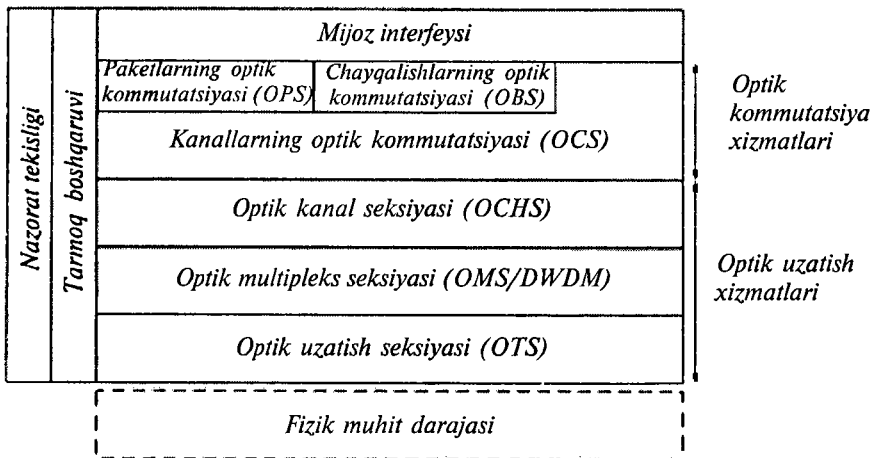 Nazorat tekisligi
Tarmoq boshqaruvi
Mijoz interfeysi
Paketlarning optik
kommutatsiyasi (OPS)
Chayqalishlarning optik
kommutatsiyasi (OBS)
Kanallarning optik kommutatsiyasi (OCS)
Optik kanal seksiyasi (OCHS)
Optik multipleks seksiyasi (OMS/DWDM)
Optik uzatish seksiyasi (OTS)
Fizik muhit darajasi
Optik
kommutatsiya
xizmatlari
Optik uzatish
xizmatlari